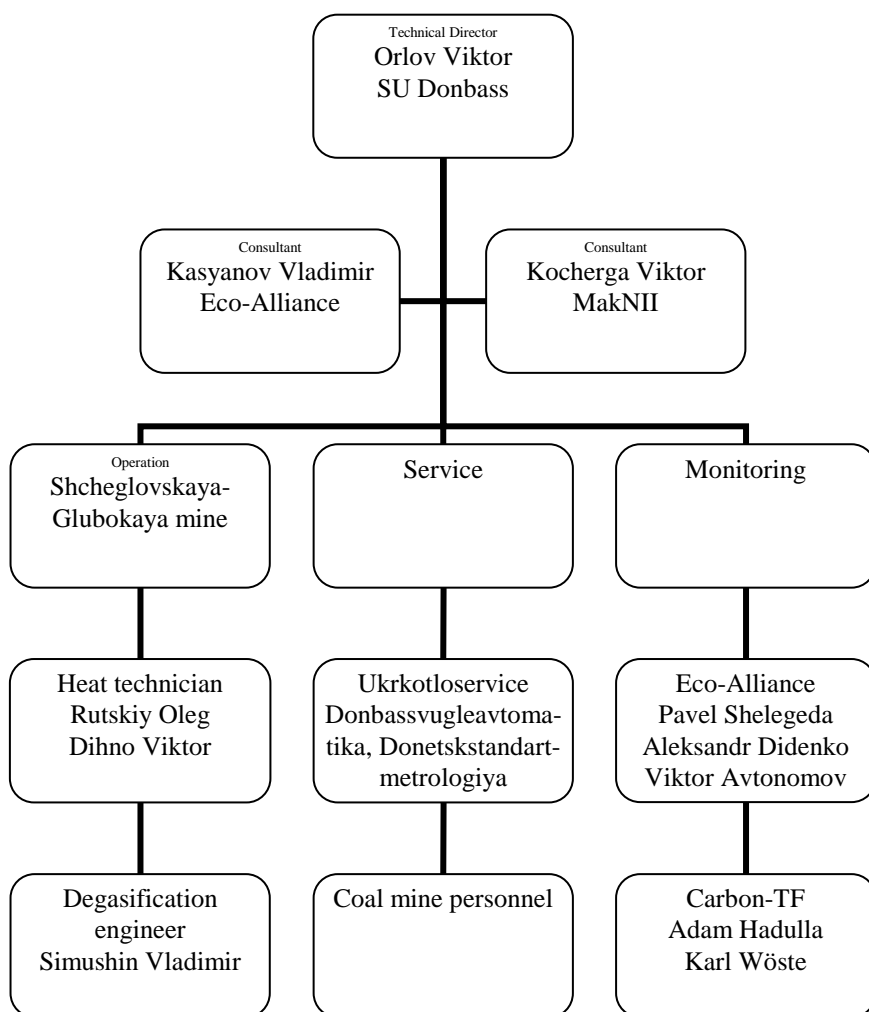 Technical Director
Orlov Viktor
SU Donbass
Consultant
Kasyanov Vladimir
Eco-Alliance
Consultant
Kocherga Viktor
MakNII
Operation
Shcheglovskaya-
Glubokaya mine
Service
Monitoring
Heat technician
Rutskiy Oleg
Dihno Viktor
Ukrkotloservice
Donbassvugleavtoma-
tika, Donetskstandart-
metrologiya
Eco-Alliance
Pavel Shelegeda
Aleksandr Didenko
Viktor Avtonomov
Degasification
engineer
Simushin Vladimir
Coal mine personnel
Carbon-TF
Adam Hadulla
Karl Wöste